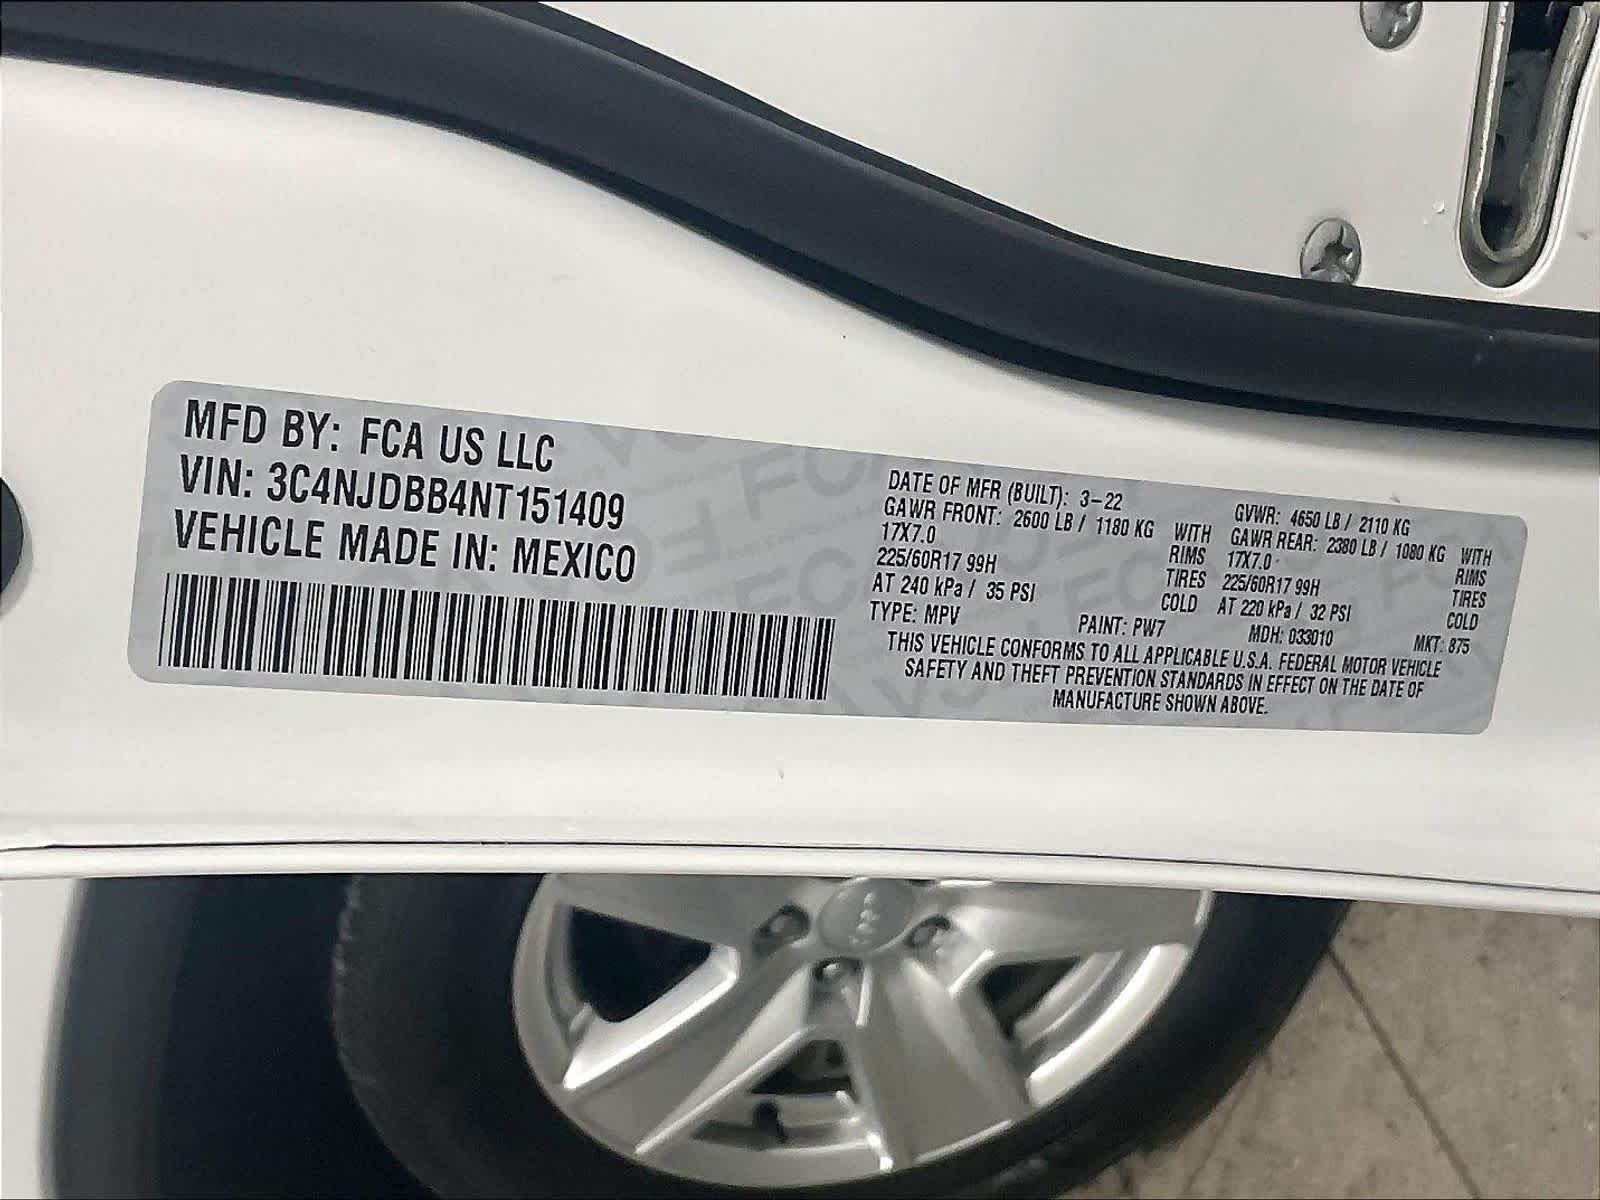 MFD BY: FCA US LLC
VIN: 3C4NJDBB4NT151409
VEHICLE MADE IN: MEXICO
DATE OF MFR (BUILT): 3-22 GVWR: 4650 LB / 2110 KG
GAWR FRONT: 2600 LB / 1180 KG WITH GAWR REAR: 2380 LB / 1080 KG WITH
17X7.0 RIMS 17X7.0 RIMS
225/60R17 99H TIRES 225/60R17 99H TIRES
AT 240 kPa / 35 PSI COLD AT 220 kPa / 32 PSI COLD
TYPE: MPV PAINT: PW7 MDH: 033010 MKT: 875
THIS VEHICLE CONFORMS TO ALL APPLICABLE U.S.A. FEDERAL MOTOR VEHICLE
SAFETY AND THEFT PREVENTION STANDARDS IN EFFECT ON THE DATE OF
MANUFACTURE SHOWN ABOVE.